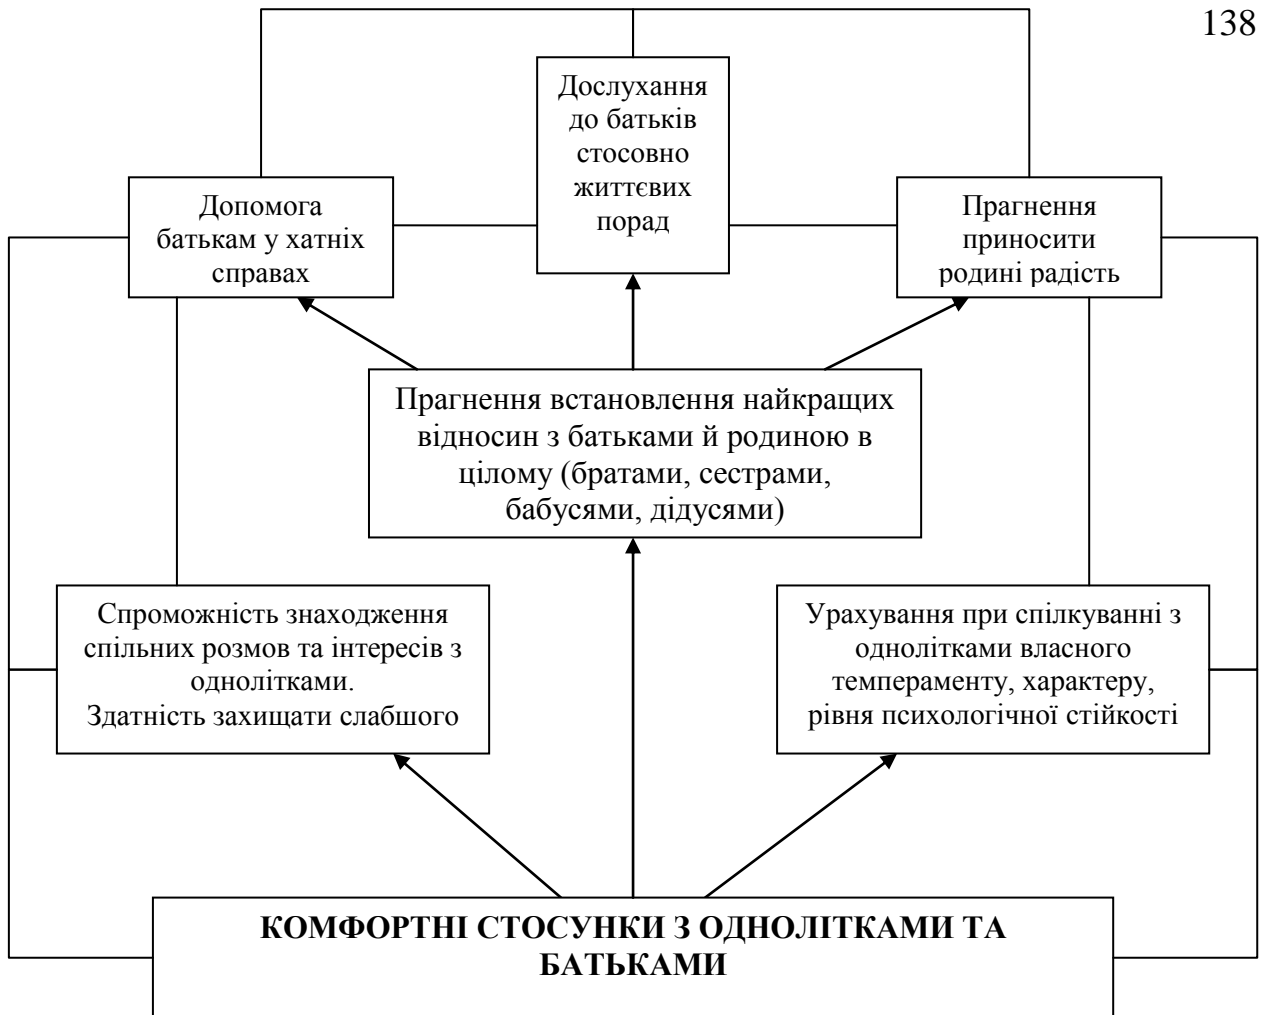 138
Дослухання
до батьків
стосовно
життєвих
порад
Допомога
батькам у хатніх
справах
Прагнення
приносити
родині радість
Прагнення встановлення найкращих
відносин з батьками й родиною в
цілому (братами, сестрами,
бабусями, дідусями)
Спроможність знаходження
спільних розмов та інтересів з
однолітками.
Здатність захищати слабшого
Урахування при спілкуванні з
однолітками власного
темпераменту, характеру,
рівня психологічної стійкості
КОМФОРТНІ СТОСУНКИ З ОДНОЛІТКАМИ ТА
БАТЬКАМИ